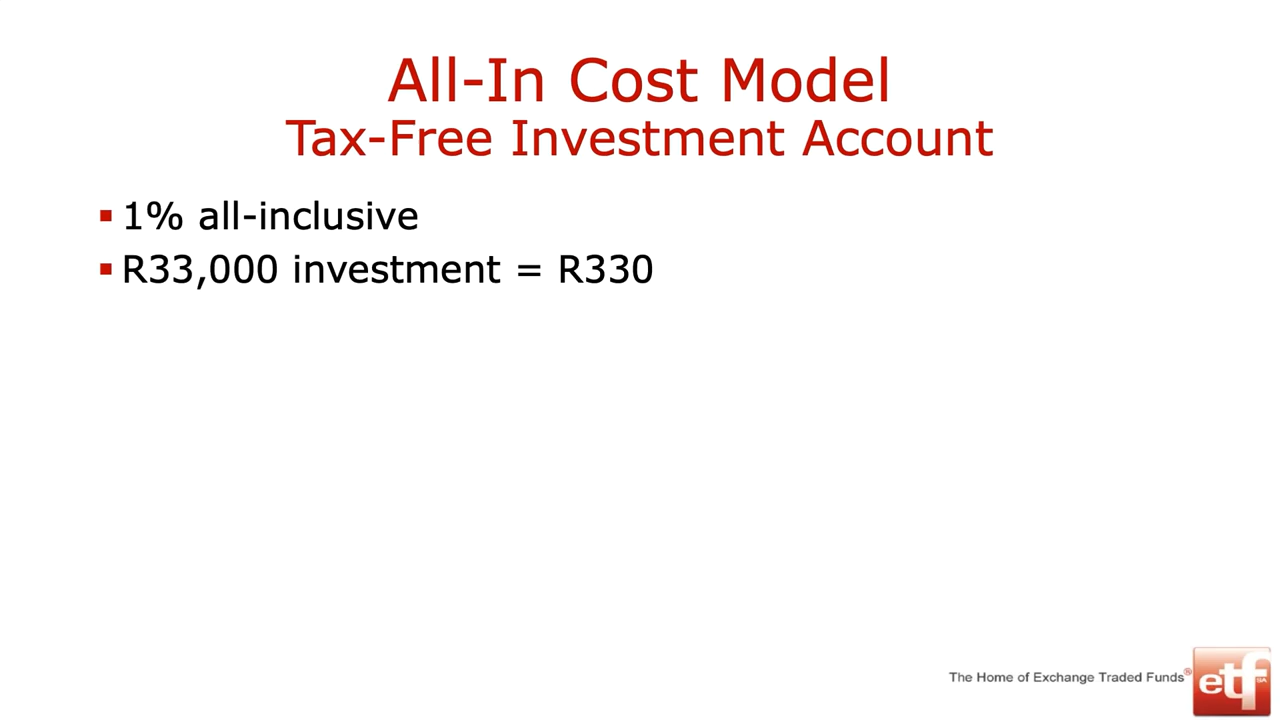 All-In Cost Model
Tax-Free Investment Account
▪ 1% all-inclusive
▪ R33,000 investment = R330
The Home of Exchange Traded Funds®
etf
SA